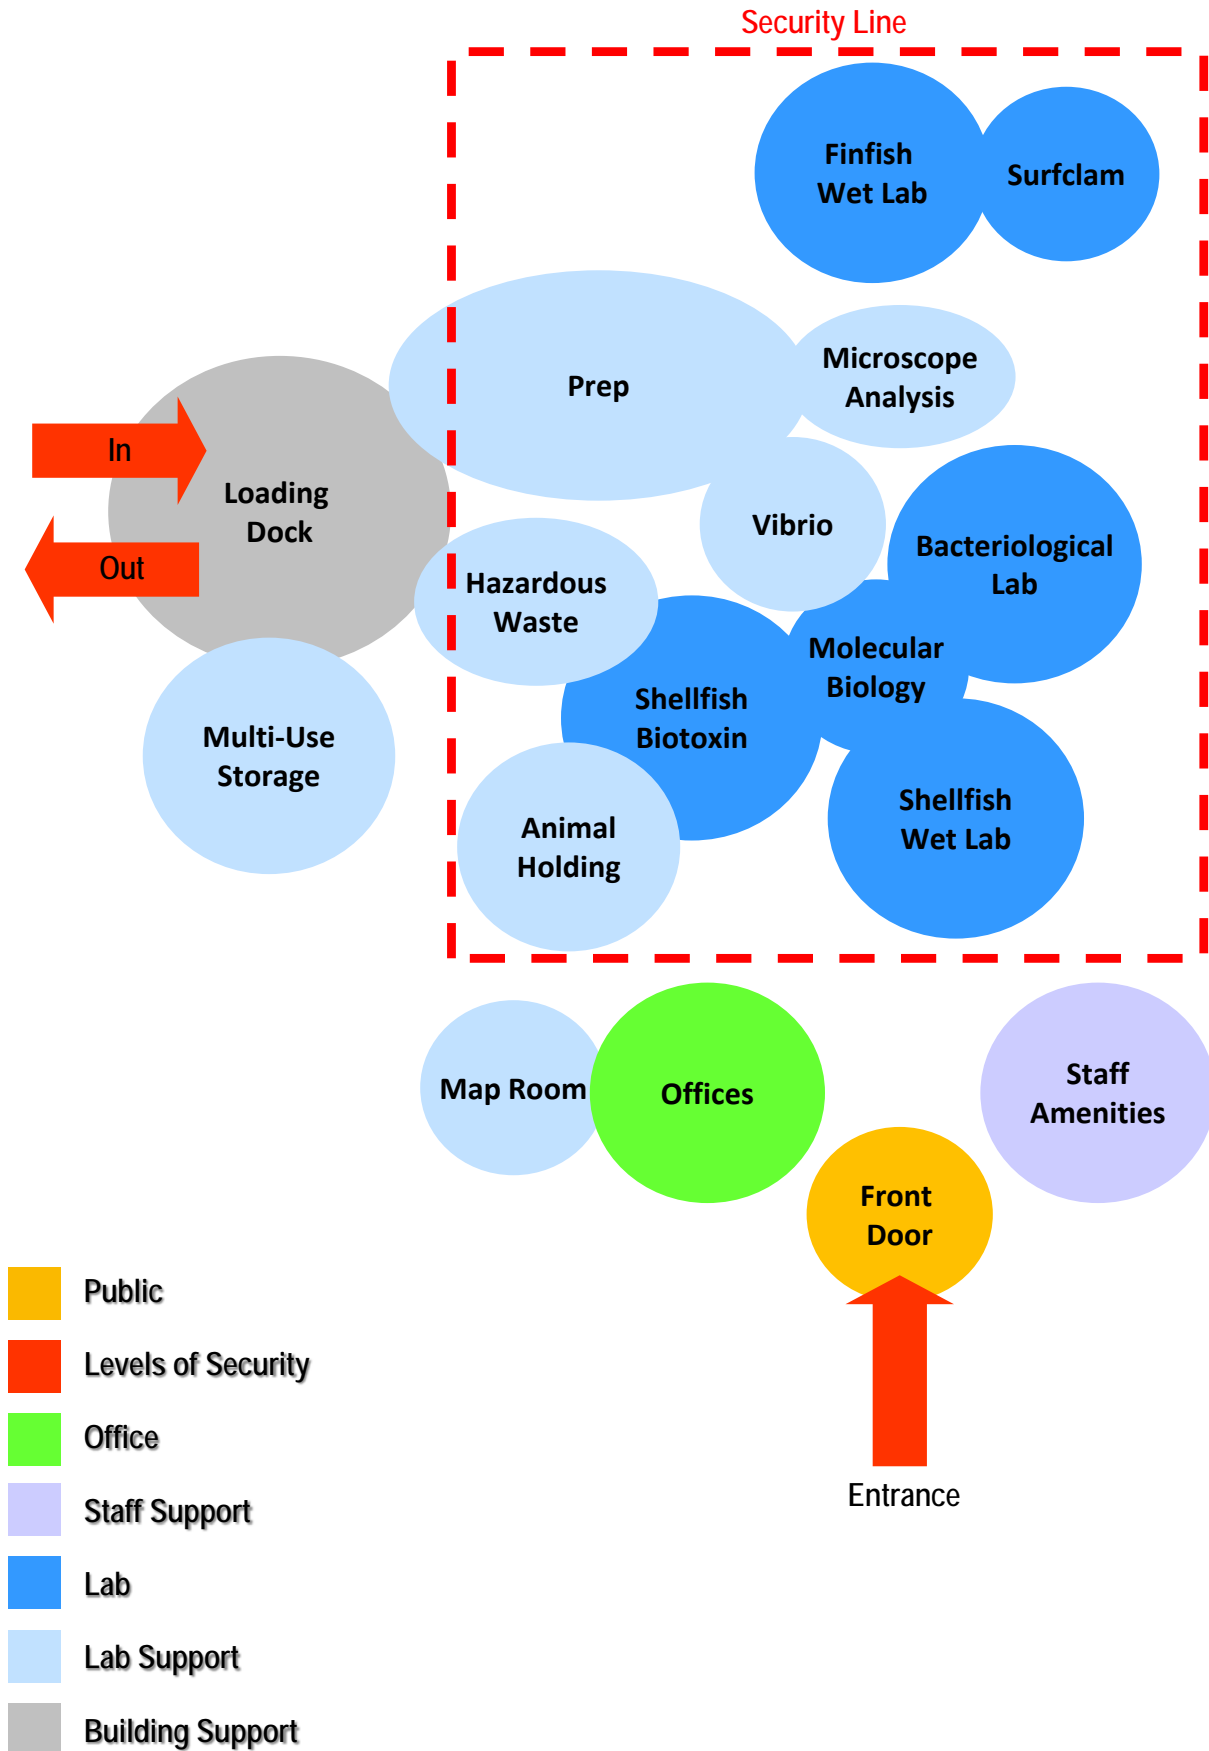 Security Line
Finfish
Wet Lab
Surfclam
Prep
Microscope
Analysis
In
Loading
Dock
Out
Vibrio
Bacteriological
Lab
Hazardous
Waste
Molecular
Biology
Shellfish
Biotoxin
Multi-Use
Storage
Animal
Holding
Shellfish
Wet Lab
Map Room
Offices
Staff
Amenities
Front
Door
Entrance
Public
Levels of Security
Office
Staff Support
Lab
Lab Support
Building Support